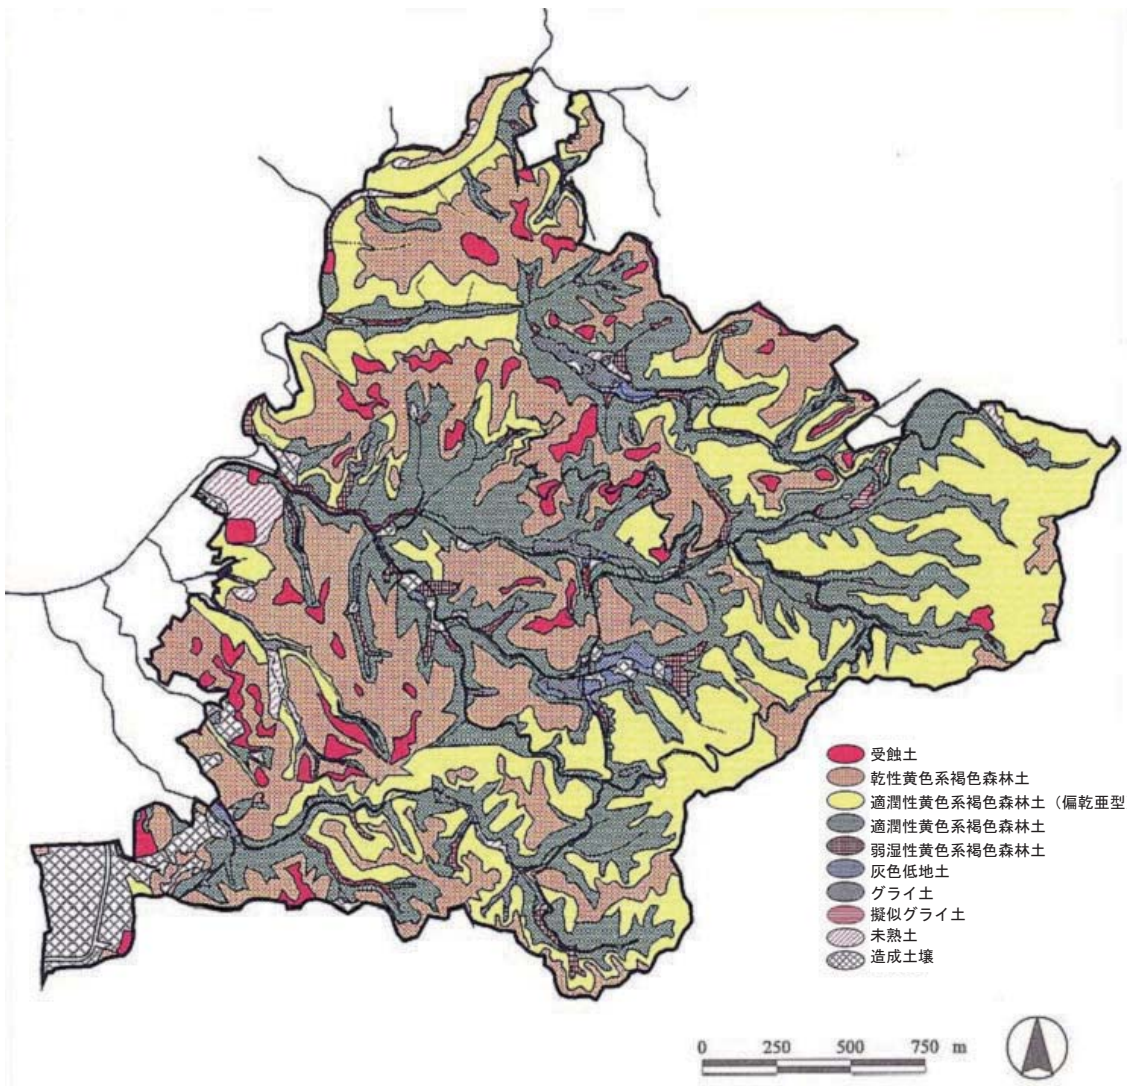 受蝕土
乾性黄色系褐色森林土
適潤性黄色系褐色森林土（偏乾亜型
適潤性黄色系褐色森林土
弱湿性黄色系褐色森林土
灰色低地土
グライ土
擬似グライ土
未熟土
造成土壌
0 250 500 750 m